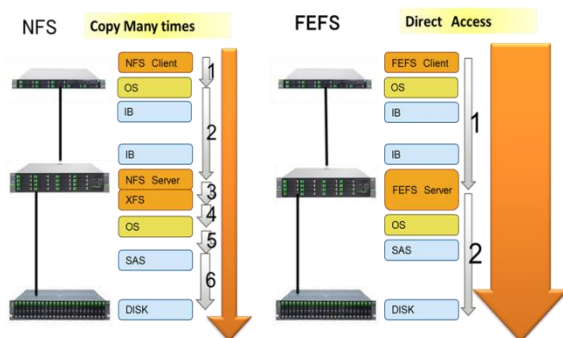 NFS
Copy Many times
NFS Client
1
OS
IB
2
IB
NFS Server
3
XFS
4
OS
5
SAS
6
DISK
FEFS
Direct Access
FEFS Client
OS
IB
1
IB
FEFS Server
OS
SAS
2
DISK